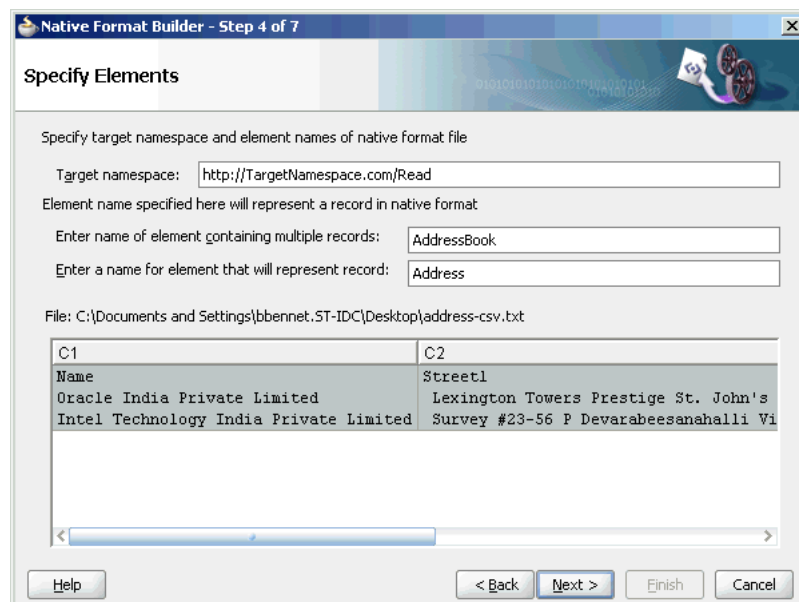 Native Format Builder - Step 4 of 7
Specify Elements
Specify target namespace and element names of native format file
Target namespace: http://TargetNamespace.com/Read
Element name specified here will represent a record in native format
Enter name of element containing multiple records: AddressBook
Enter a name for element that will represent record: Address
File: C:\Documents and Settings\bbennet.ST-IDC\Desktop\address-csv.txt
C1 C2
Name Street1
Oracle India Private Limited Lexington Towers Prestige St. John's
Intel Technology India Private Limited Survey #23-56 P Devarabeesanahalli Vi
Help < Back Next > Finish Cancel